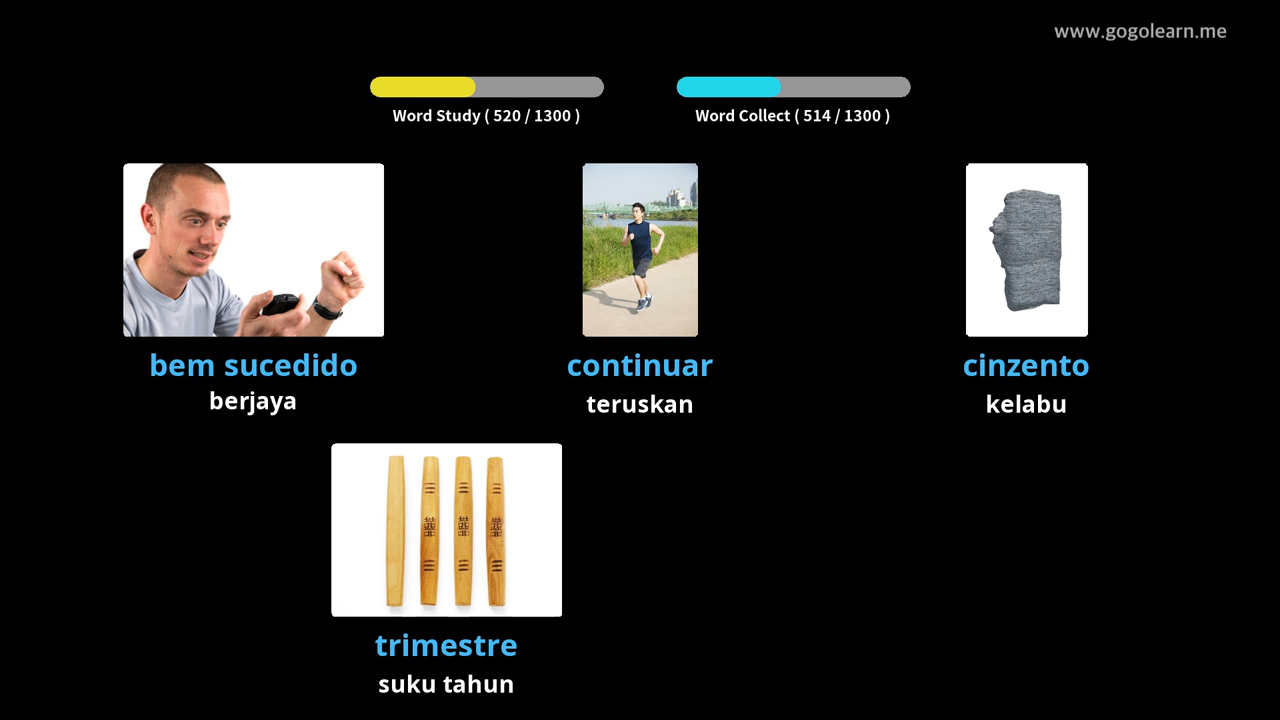 www.gogolearn.me
Word Study ( 520 / 1300 )
Word Collect ( 514 / 1300 )
bem sucedido
berjaya
continuar
teruskan
cinzento
kelabu
trimestre
suku tahun